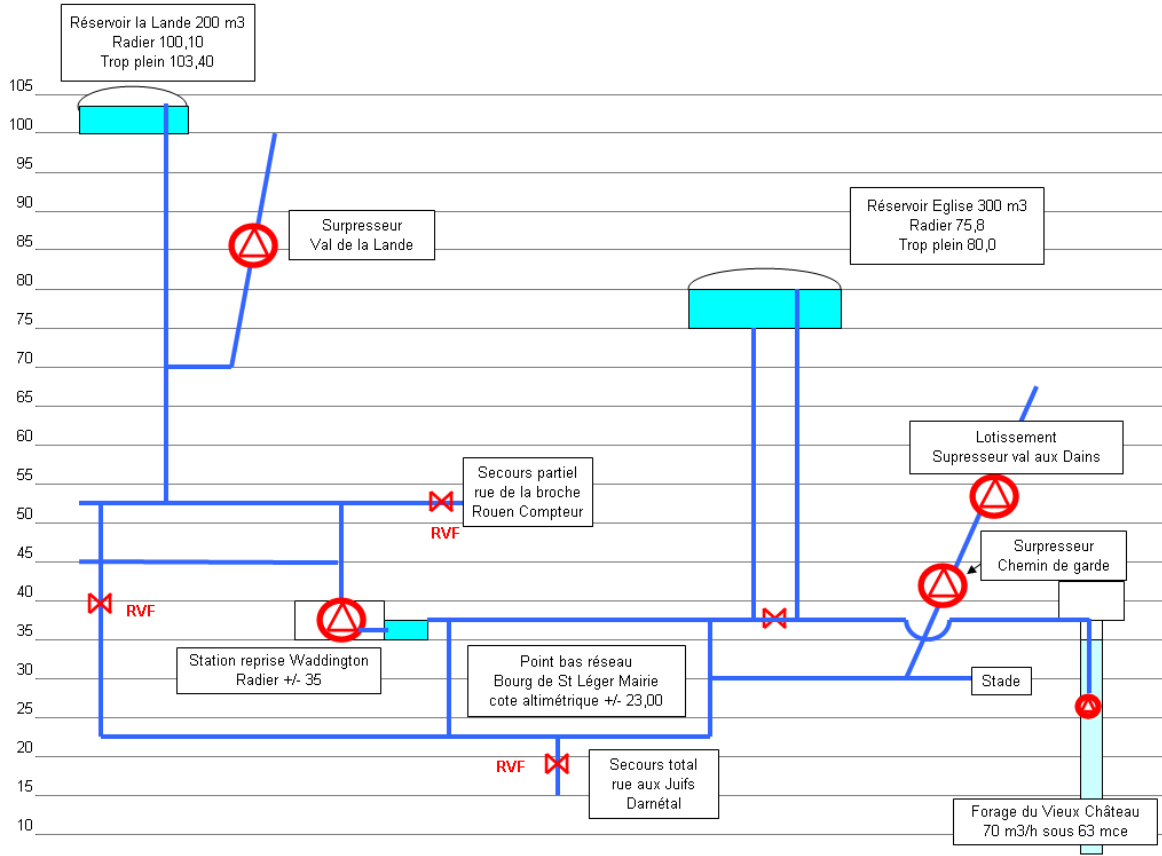 Réservoir la Lande 200 m3
Radier 100,10
Trop plein 103,40
105
100
95
90
85
80
75
70
65
60
55
50
45
40
35
30
25
20
15
10
Surpresseur
Val de la Lande
Réservoir Eglise 300 m3
Radier 75,8
Trop plein 80,0
Lotissement
Supresseur val aux Dains
Secours partiel
rue de la broche
Rouen Compteur
RVF
Surpresseur
Chemin de garde
RVF
Station reprise Waddington
Radier +/- 35
Point bas réseau
Bourg de St Léger Mairie
cote altimétrique +/- 23,00
Stade
RVF
Secours total
rue aux Juifs
Darnétal
Forage du Vieux Château
70 m3/h sous 63 mce